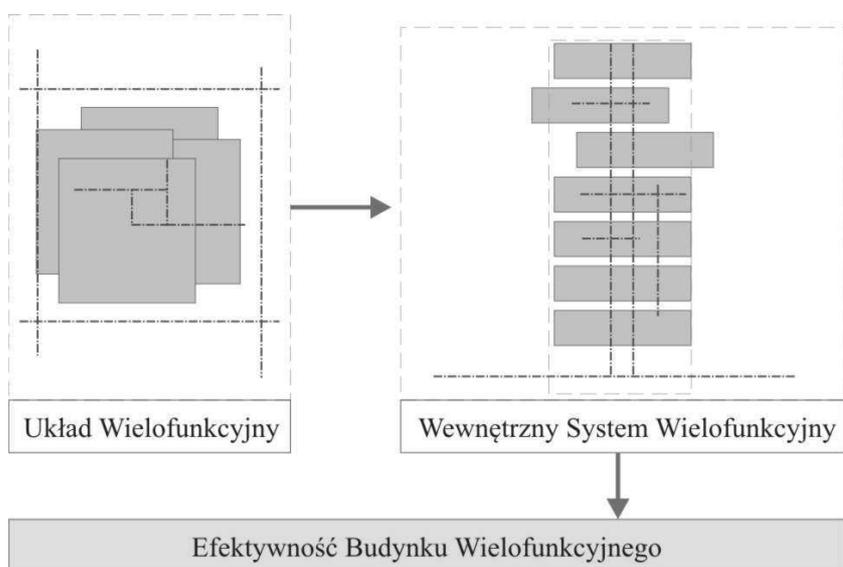 Układ Wielofunkcyjny
Wewnętrzny System Wielofunkcyjny
Efektywność Budynku Wielofunkcyjnego